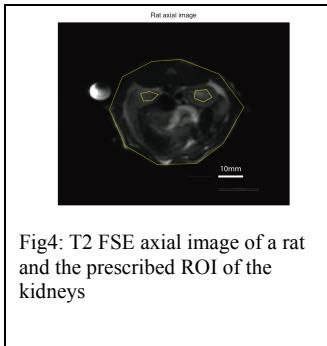 Rat axial image
10mm
Fig4: T2 FSE axial image of a rat
and the prescribed ROI of the
kidneys